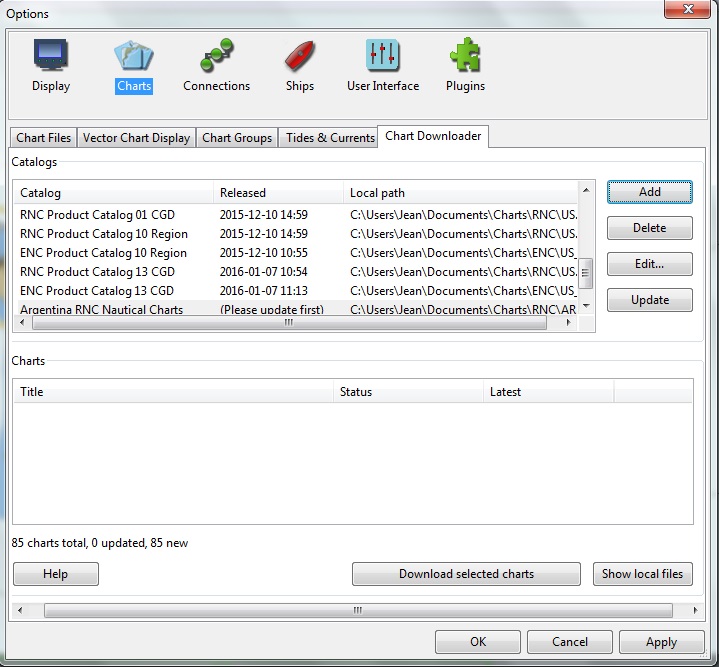 Options
Display
Charts
Connections
Ships
User Interface
Plugins
Chart Files
Vector Chart Display
Chart Groups
Tides & Currents
Chart Downloader
Catalogs
Catalog Released Local path
RNC Product Catalog 01 CGD 2015-12-10 14:59 C:\Users\Jean\Documents\Charts\RNC\US.
RNC Product Catalog 10 Region 2015-12-10 14:59 C:\Users\Jean\Documents\Charts\RNC\US.
ENC Product Catalog 10 Region 2015-12-10 10:55 C:\Users\Jean\Documents\Charts\ENC\US_
RNC Product Catalog 13 CGD 2016-01-07 10:54 C:\Users\Jean\Documents\Charts\RNC\US.
ENC Product Catalog 13 CGD 2016-01-07 11:13 C:\Users\Jean\Documents\Charts\ENC\US_
Argentina RNC Nautical Charts (Please update first) C:\Users\Jean\Documents\Charts\RNC\AR
Add
Delete
Edit...
Update
Charts
Title Status Latest
85 charts total, 0 updated, 85 new
Help
Download selected charts
Show local files
OK
Cancel
Apply